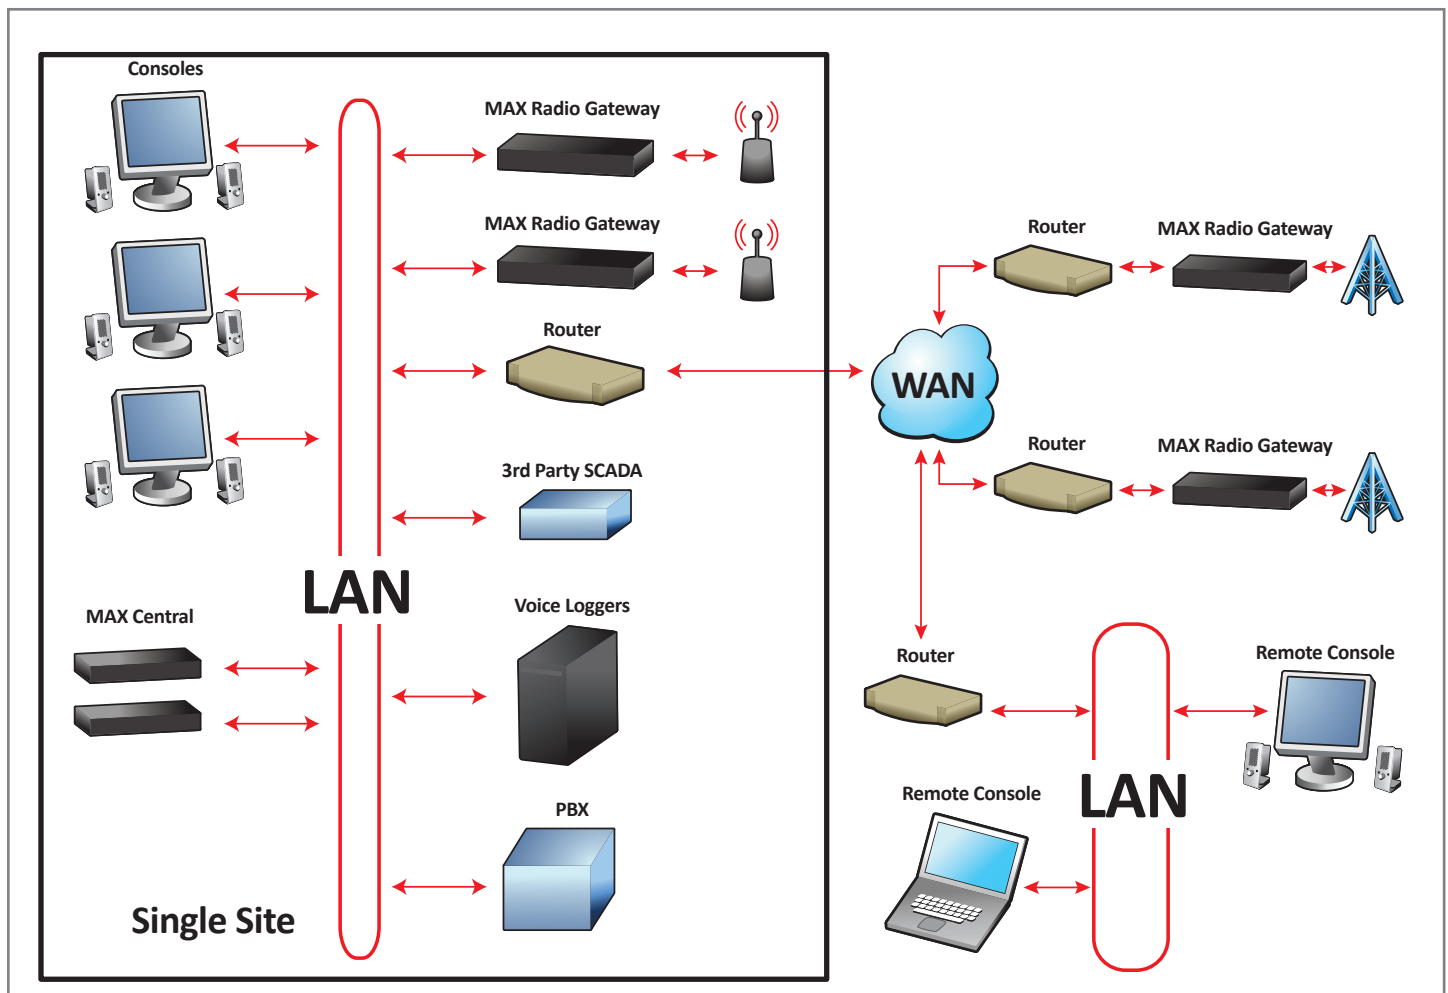 Consoles
MAX Radio Gateway
MAX Radio Gateway
Router
3rd Party SCADA
LAN
MAX Central
Voice Loggers
PBX
Single Site
WAN
Router
MAX Radio Gateway
Router
MAX Radio Gateway
Router
Remote Console
Remote Console
LAN